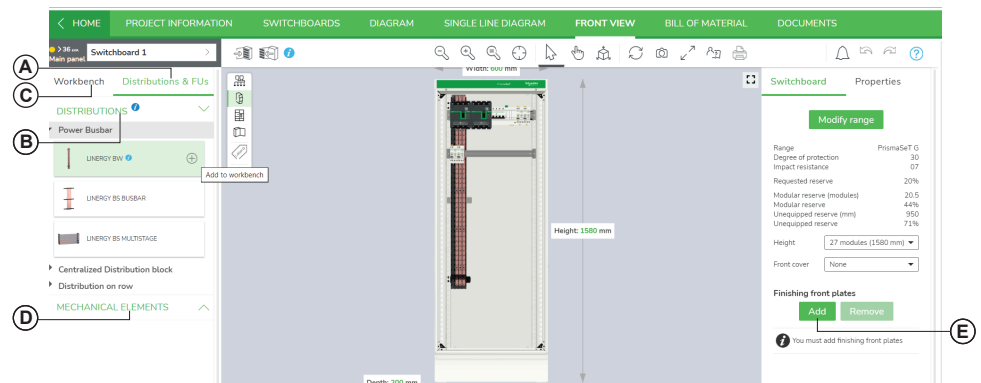 HOME PROJECT INFORMATION SWITCHBOARDS DIAGRAM SINGLE LINE DIAGRAM FRONT VIEW BILL OF MATERIAL DOCUMENTS
Main panel
Switchboard 1
A
Workbench Distributions & FUs
C
DISTRIBUTIONS
B
Power Busbar
LINERGY BW
Add to workbench
LINERGY BS BUSBAR
LINERGY BS MULTISTAGE
Centralized Distribution block
Distribution on row
MECHANICAL ELEMENTS
D
Width: 600 mm
Height: 1580 mm
Depth: 200 mm
Switchboard Properties
Modify range
Range PrismaSeT G
Degree of protection 30
Impact resistance 07
Requested reserve 20%
Modular reserve (modules) 20.5
Modular reserve 44%
Unequipped reserve (mm) 950
Unequipped reserve 71%
Height 27 modules (1580 mm)
Front cover None
Finishing front plates
Add Remove
E
You must add finishing front plates